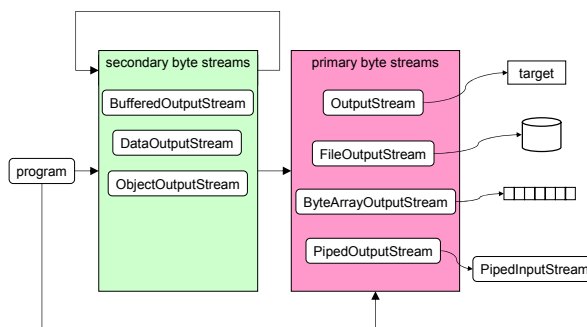 secondary byte streams
primary byte streams
BufferedOutputStream
OutputStream
target
DataOutputStream
FileOutputStream
program
ObjectOutputStream
ByteArrayOutputStream
PipedOutputStream
PipedInputStream